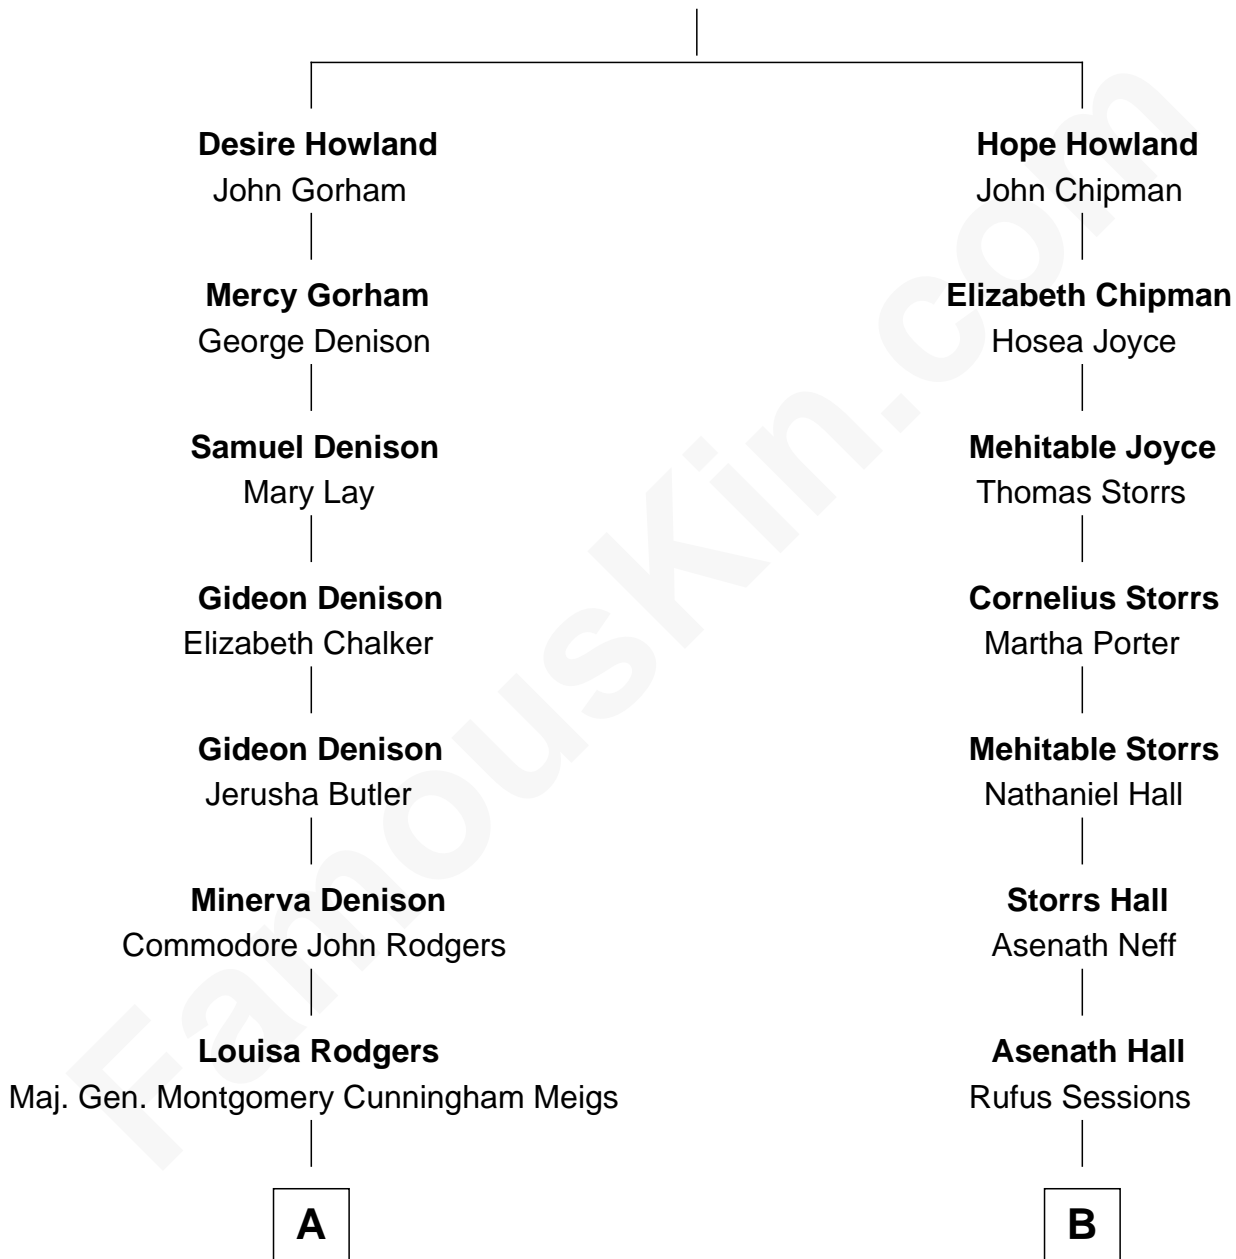 Desire Howland
John Gorham
Mercy Gorham
George Denison
Samuel Denison
Mary Lay
Gideon Denison
Elizabeth Chalker
Gideon Denison
Jerusha Butler
Minerva Denison
Commodore John Rodgers
Louisa Rodgers
Maj. Gen. Montgomery Cunningham Meigs
A
Hope Howland
John Chipman
Elizabeth Chipman
Hosea Joyce
Mehitable Joyce
Thomas Storrs
Cornelius Storrs
Martha Porter
Mehitable Storrs
Nathaniel Hall
Storrs Hall
Asenath Neff
Asenath Hall
Rufus Sessions
B
FamousKin.com